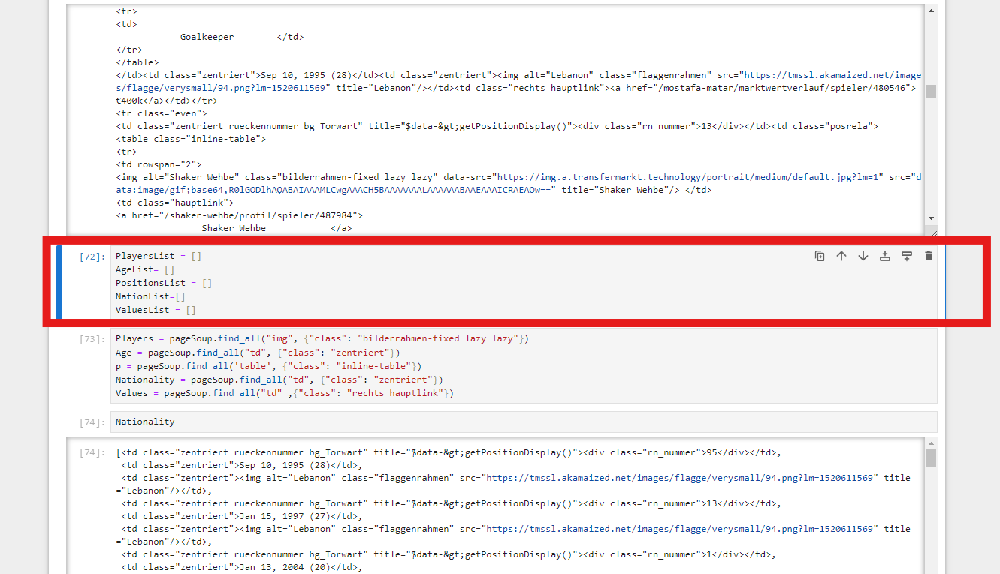 <tr>
<td>
Goalkeeper </td>
</tr>
</table>
</td><td class="zentriert">Sep 10, 1995 (28)</td><td class="zentriert"><img alt="Lebanon" class="flaggenrahmen" src="https://tmssl.akamaized.net/image
s/flagge/verysmall/94.png?lm=1520611569" title="Lebanon"/></td><td class="rechts hauptlink"><a href="/mostafa-matar/marktwertverlauf/spieler/480546">
€400k</a></td></tr>
<tr class="even">
<td class="zentriert rueckennummer bg_Torwart" title="$data-&gt;getPositionDisplay()"><div class="rn_nummer">13</div></td><td class="posrela">
<table class="inline-table">
<tr>
<td rowspan="2">
<img alt="Shaker Wehbe" class="bilderrahmen-fixed lazy lazy" data-src="https://img.a.transfermarkt.technology/portrait/medium/default.jpg?lm=1" src="d
ata:image/gif;base64,R0lGODlhAQABAIAAAMLCwgAAACH5BAAAAAAALAAAAAABAAEAAAICRAEAOw==" title="Shaker Wehbe"/> </td>
<td class="hauptlink">
<a href="/shaker-wehbe/profil/spieler/487984">
Shaker Wehbe </a>
[72]: PlayersList = []
AgeList= []
PositionsList = []
NationList=[]
ValuesList = []
[73]: Players = pageSoup.find_all("img", {"class": "bilderrahmen-fixed lazy lazy"})
Age = pageSoup.find_all("td", {"class": "zentriert"})
p = pageSoup.find_all('table', {"class": "inline-table"})
Nationality = pageSoup.find_all("td", {"class": "zentriert"})
Values = pageSoup.find_all("td" ,{"class": "rechts hauptlink"})
[74]: Nationality
[74]: [<td class="zentriert rueckennummer bg_Torwart" title="$data-&gt;getPositionDisplay()"><div class="rn_nummer">95</div></td>,
<td class="zentriert">Sep 10, 1995 (28)</td>,
<td class="zentriert"><img alt="Lebanon" class="flaggenrahmen" src="https://tmssl.akamaized.net/images/flagge/verysmall/94.png?lm=1520611569" title
="Lebanon"/></td>,
<td class="zentriert rueckennummer bg_Torwart" title="$data-&gt;getPositionDisplay()"><div class="rn_nummer">13</div></td>,
<td class="zentriert">Jan 15, 1997 (27)</td>,
<td class="zentriert"><img alt="Lebanon" class="flaggenrahmen" src="https://tmssl.akamaized.net/images/flagge/verysmall/94.png?lm=1520611569" title
="Lebanon"/></td>,
<td class="zentriert rueckennummer bg_Torwart" title="$data-&gt;getPositionDisplay()"><div class="rn_nummer">1</div></td>,
<td class="zentriert">Jan 13, 2004 (20)</td>,